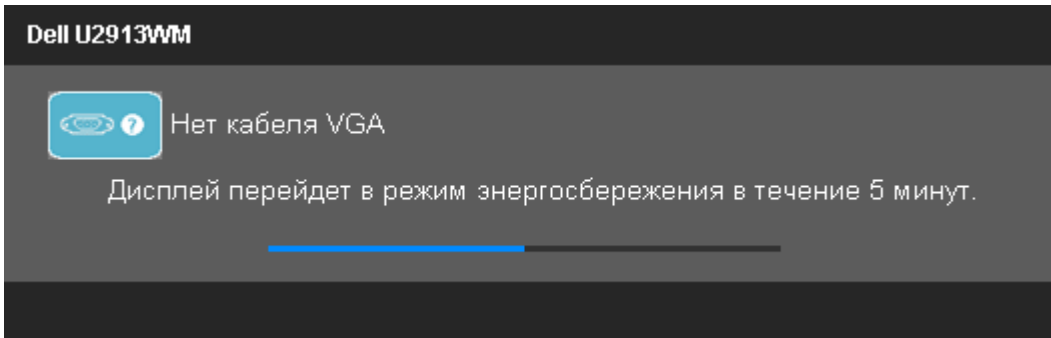 Dell U2913WM
?
Нет кабеля VGA
Дисплей перейдет в режим энергосбережения в течение 5 минут.